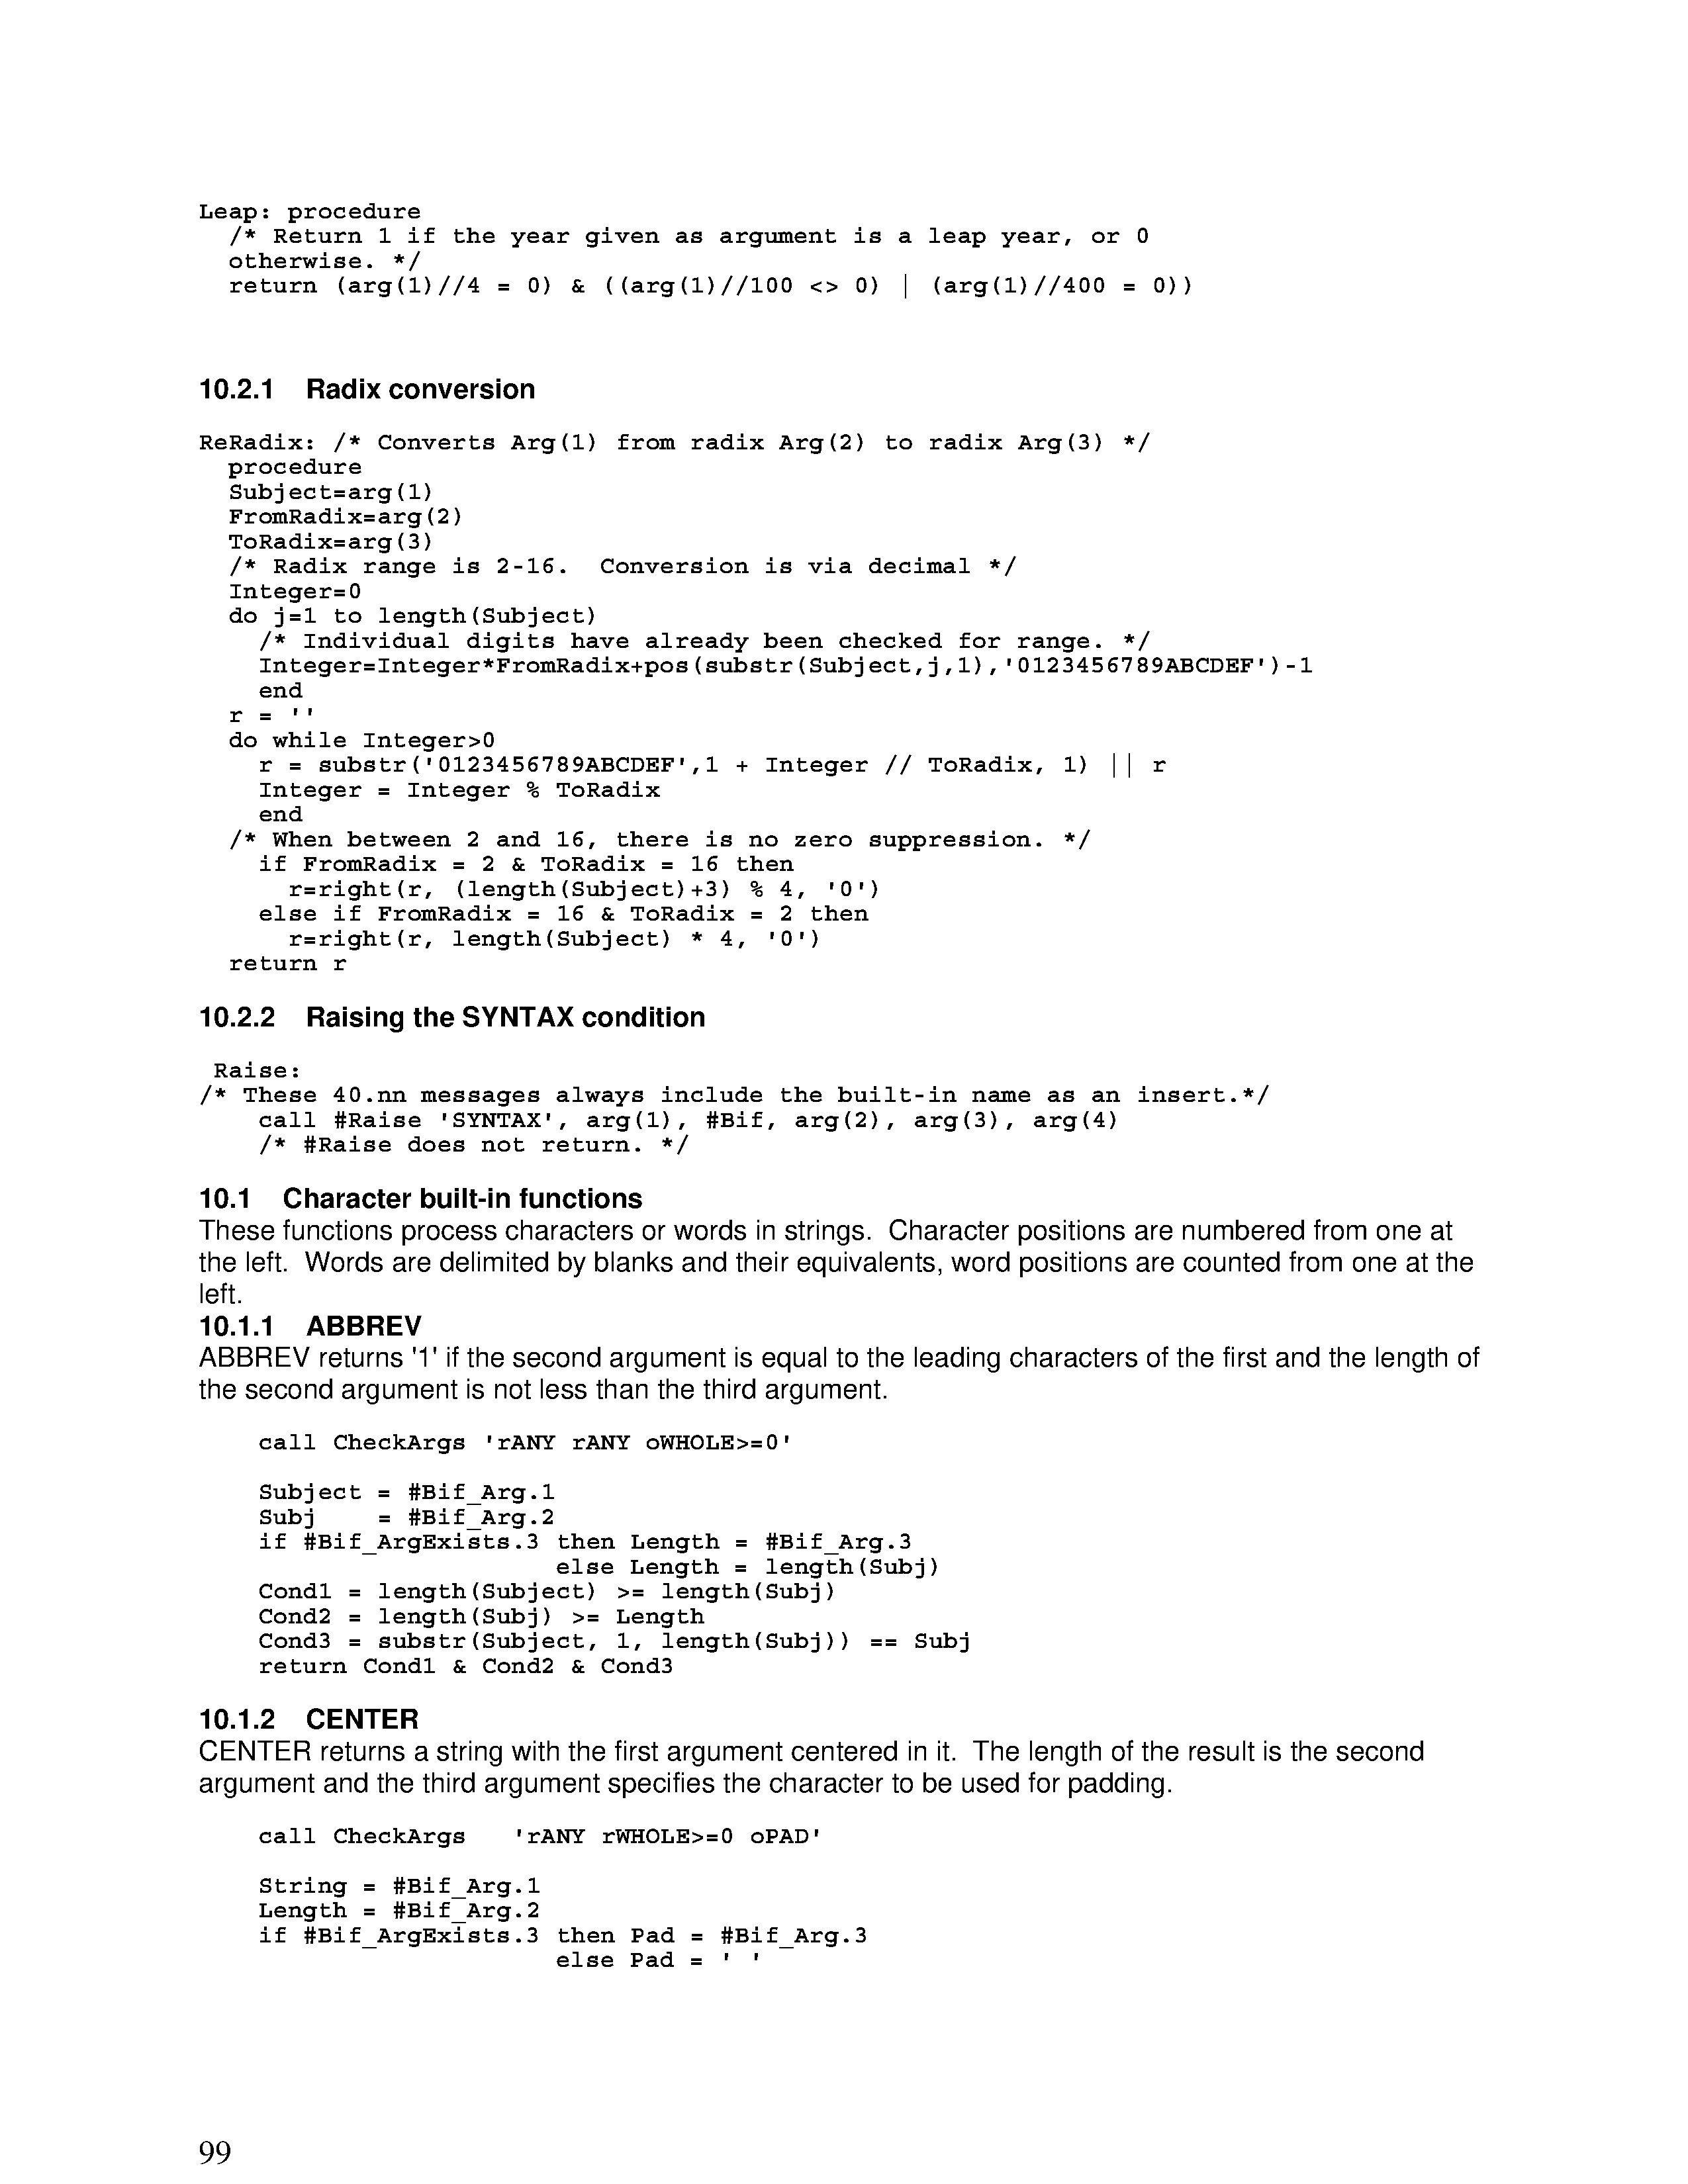 Leap: procedure
  /* Return 1 if the year given as argument is a leap year, or 0
  otherwise. */
  return (arg(1)//4 = 0) & ((arg(1)//100 <> 0) | (arg(1)//400 = 0))
10.2.1 Radix conversion
ReRadix: /* Converts Arg(1) from radix Arg(2) to radix Arg(3) */
  procedure
  Subject=arg(1)
  FromRadix=arg(2)
  ToRadix=arg(3)
  /* Radix range is 2-16.  Conversion is via decimal */
  Integer=0
  do j=1 to length(Subject)
    /* Individual digits have already been checked for range. */
    Integer=Integer*FromRadix+pos(substr(Subject,j,1),'0123456789ABCDEF')-1
    end
  r = ''
  do while Integer>0
    r = substr('0123456789ABCDEF',1 + Integer // ToRadix, 1) || r
    Integer = Integer % ToRadix
    end
  /* When between 2 and 16, there is no zero suppression. */
    if FromRadix = 2 & ToRadix = 16 then
      r=right(r, (length(Subject)+3) % 4, '0')
    else if FromRadix = 16 & ToRadix = 2 then
      r=right(r, length(Subject) * 4, '0')
  return r
10.2.2 Raising the SYNTAX condition
 Raise:
/* These 40.nn messages always include the built-in name as an insert.*/
    call #Raise 'SYNTAX', arg(1), #Bif, arg(2), arg(3), arg(4)
    /* #Raise does not return. */
10.1 Character built-in functions
These functions process characters or words in strings.  Character positions are numbered from one at
the left.  Words are delimited by blanks and their equivalents, word positions are counted from one at the
left.
10.1.1 ABBREV
ABBREV returns '1' if the second argument is equal to the leading characters of the first and the length of
the second argument is not less than the third argument.
    call CheckArgs 'rANY rANY oWHOLE>=0'
    Subject = #Bif_Arg.1
    Subj    = #Bif_Arg.2
    if #Bif_ArgExists.3 then Length = #Bif_Arg.3
                        else Length = length(Subj)
    Cond1 = length(Subject) >= length(Subj)
    Cond2 = length(Subj) >= Length
    Cond3 = substr(Subject, 1, length(Subj)) == Subj
    return Cond1 & Cond2 & Cond3
10.1.2 CENTER
CENTER returns a string with the first argument centered in it.  The length of the result is the second
argument and the third argument specifies the character to be used for padding.
    call CheckArgs   'rANY rWHOLE>=0 oPAD'
    String = #Bif_Arg.1
    Length = #Bif_Arg.2
    if #Bif_ArgExists.3 then Pad = #Bif_Arg.3
                        else Pad = ' '
99